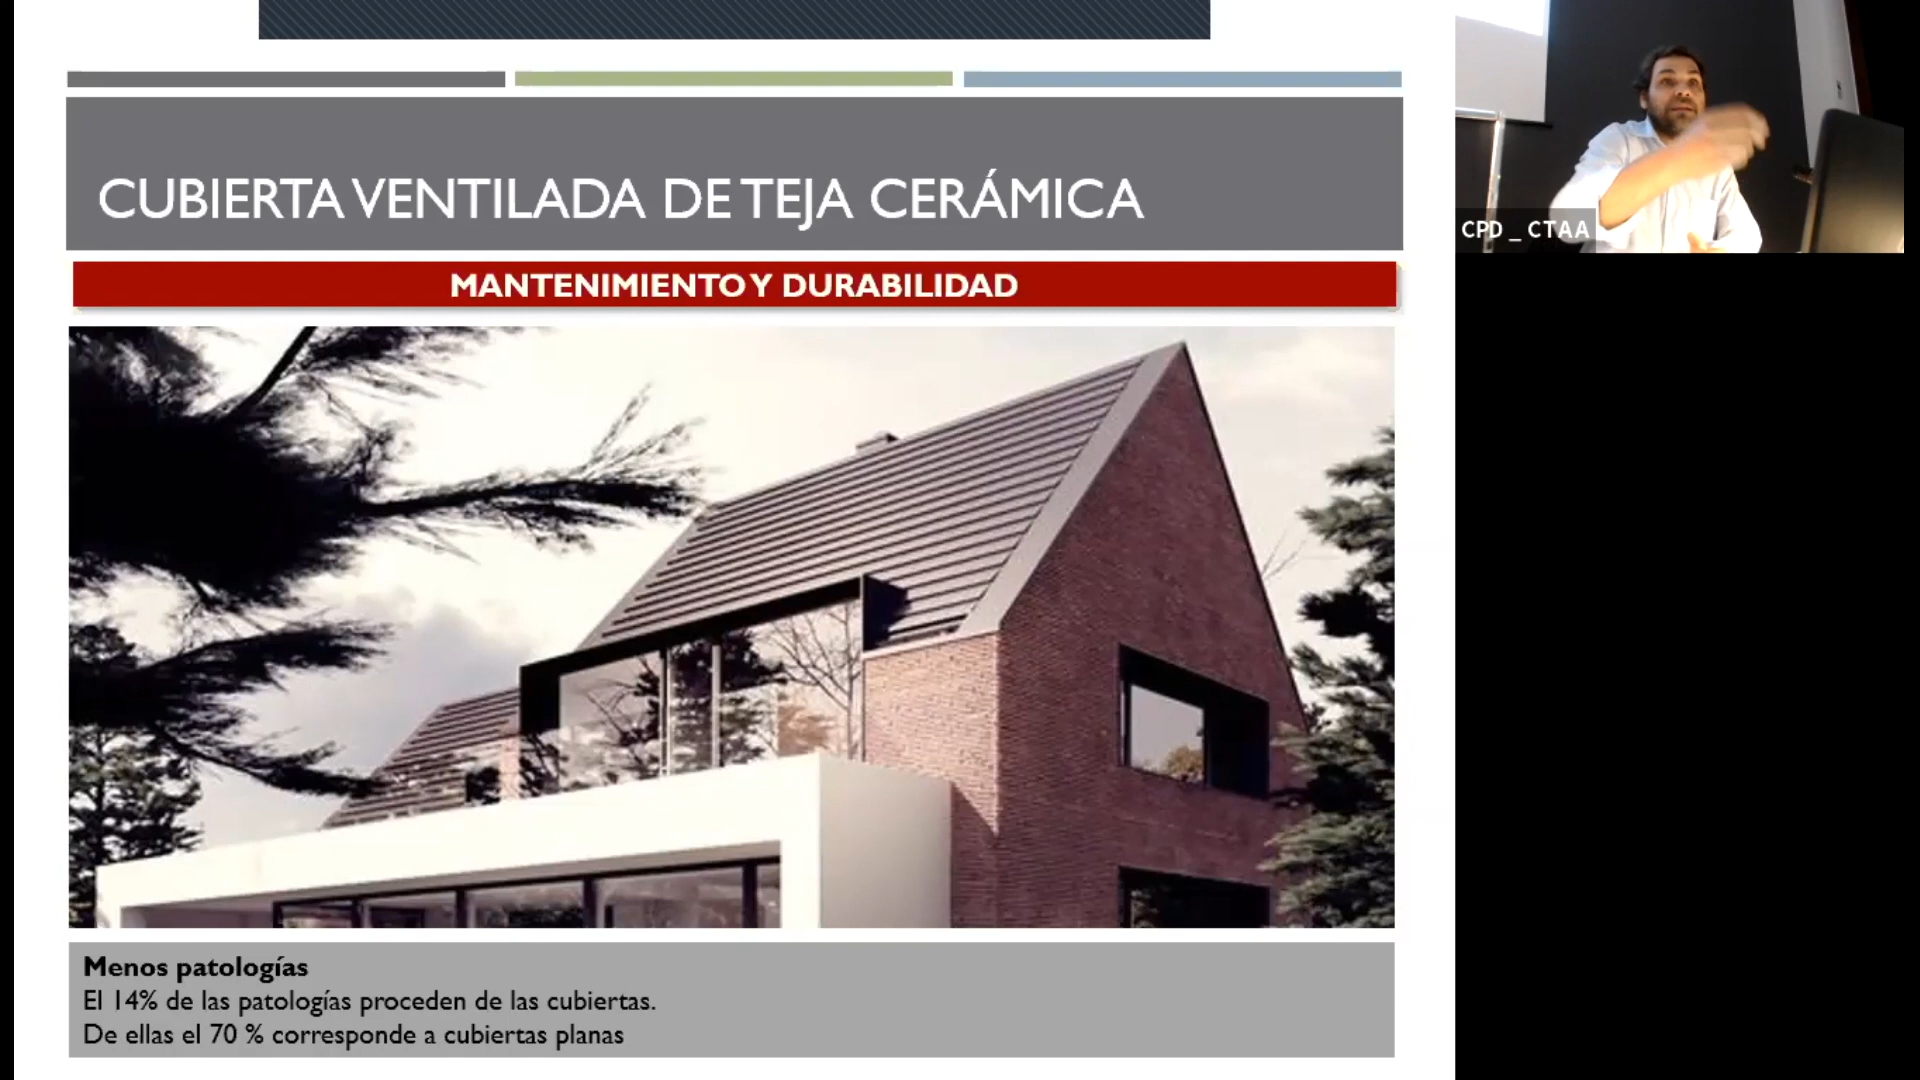 CUBIERTA VENTILADA DE TEJA CERÁMICA
MANTENIMIENTO Y DURABILIDAD
Menos patologías
El 14% de las patologías proceden de las cubiertas.
De ellas el 70 % corresponde a cubiertas planas
CPD _ CTAA